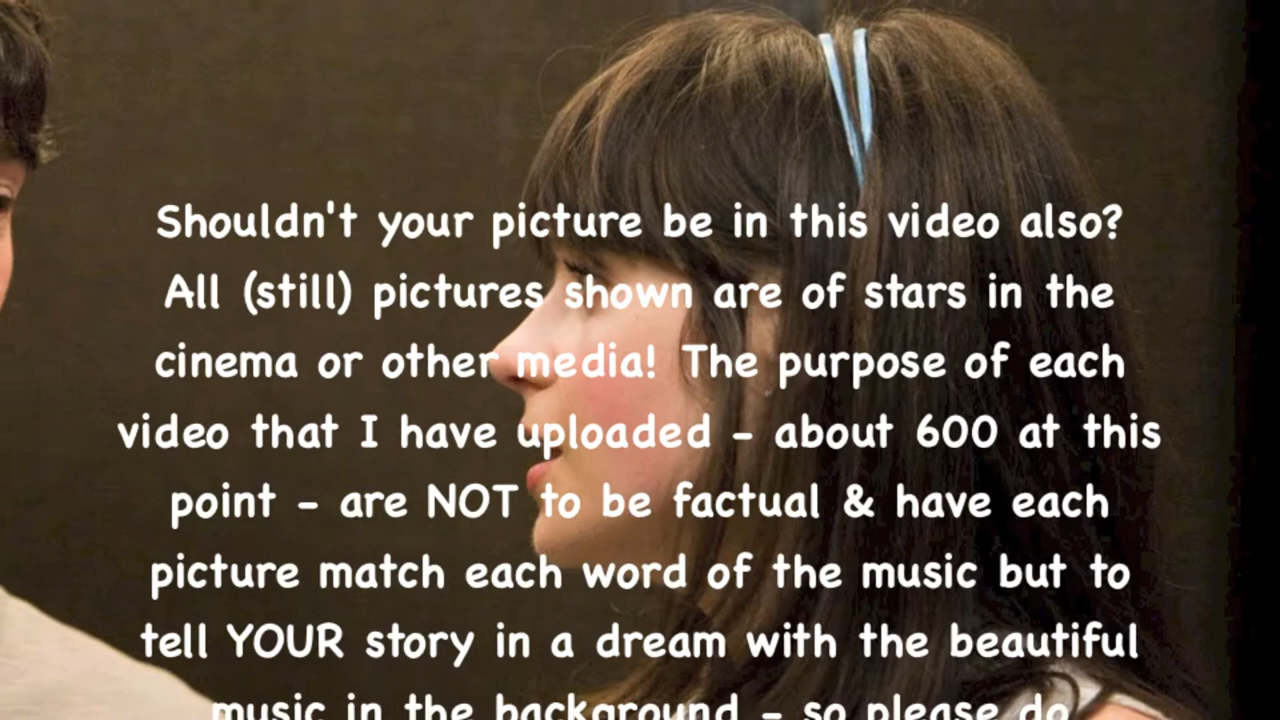 Shouldn't your picture be in this video also?
All (still) pictures shown are of stars in the
cinema or other media! The purpose of each
video that I have uploaded - about 600 at this
point - are NOT to be factual & have each
picture match each word of the music but to
tell YOUR story in a dream with the beautiful
music in the background - so please do